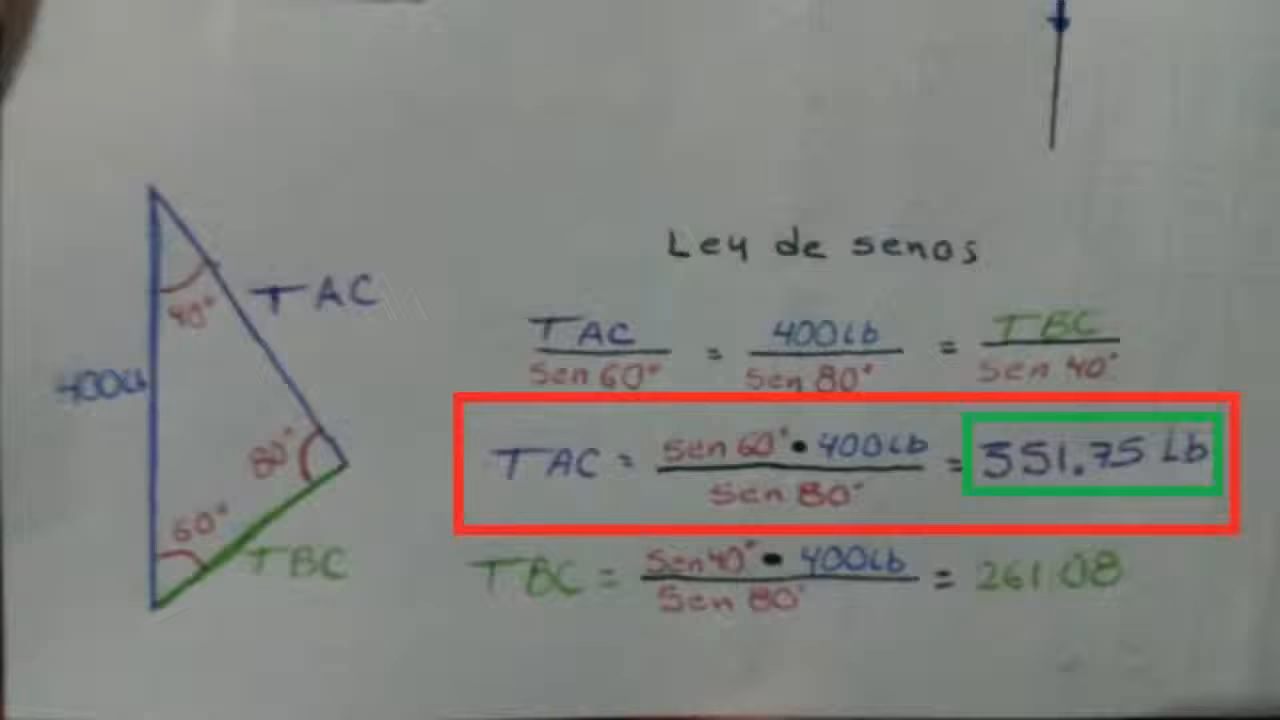 Ley de senos
40° TAC
TAC / Sen 60° = 400Lb / Sen 80° = TBC / Sen 40°
400Lb
TAC = Sen 60° • 400Lb / Sen 80° = 351.75 Lb
80°
60° TBC
TBC = Sen 40° • 400Lb / Sen 80° = 261.08